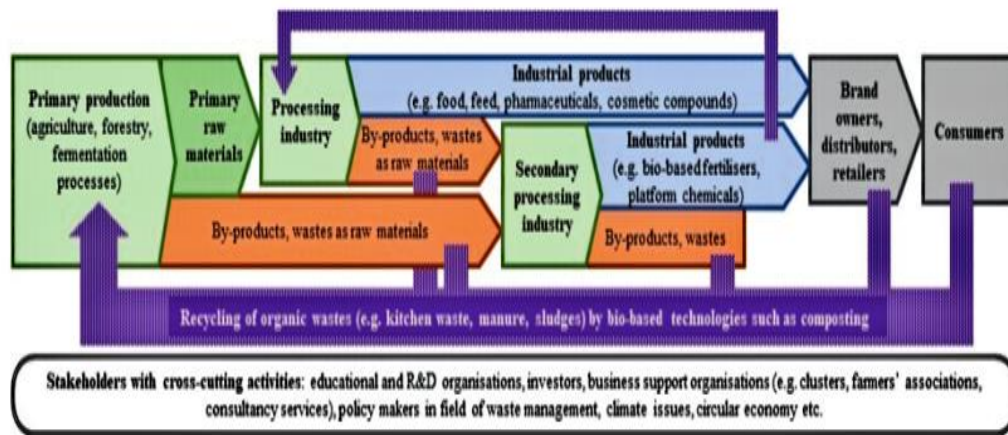 Primary production
(agriculture, forestry,
fermentation
processes)
Primary
raw
materials
Processing
industry
Industrial products
(e.g. food, feed, pharmaceuticals, cosmetic compounds)
By-products, wastes
as raw materials
Secondary
processing
industry
Industrial products
(e.g. bio-based fertilisers,
platform chemicals)
Brand
owners,
distributors,
retailers
Consumers
By-products, wastes as raw materials
By-products, wastes
Recycling of organic wastes (e.g. kitchen waste, manure, sludges) by bio-based technologies such as composting
Stakeholders with cross-cutting activities: educational and R&D organisations, investors, business support organisations (e.g. clusters, farmers' associations,
consultancy services), policy makers in field of waste management, climate issues, circular economy etc.